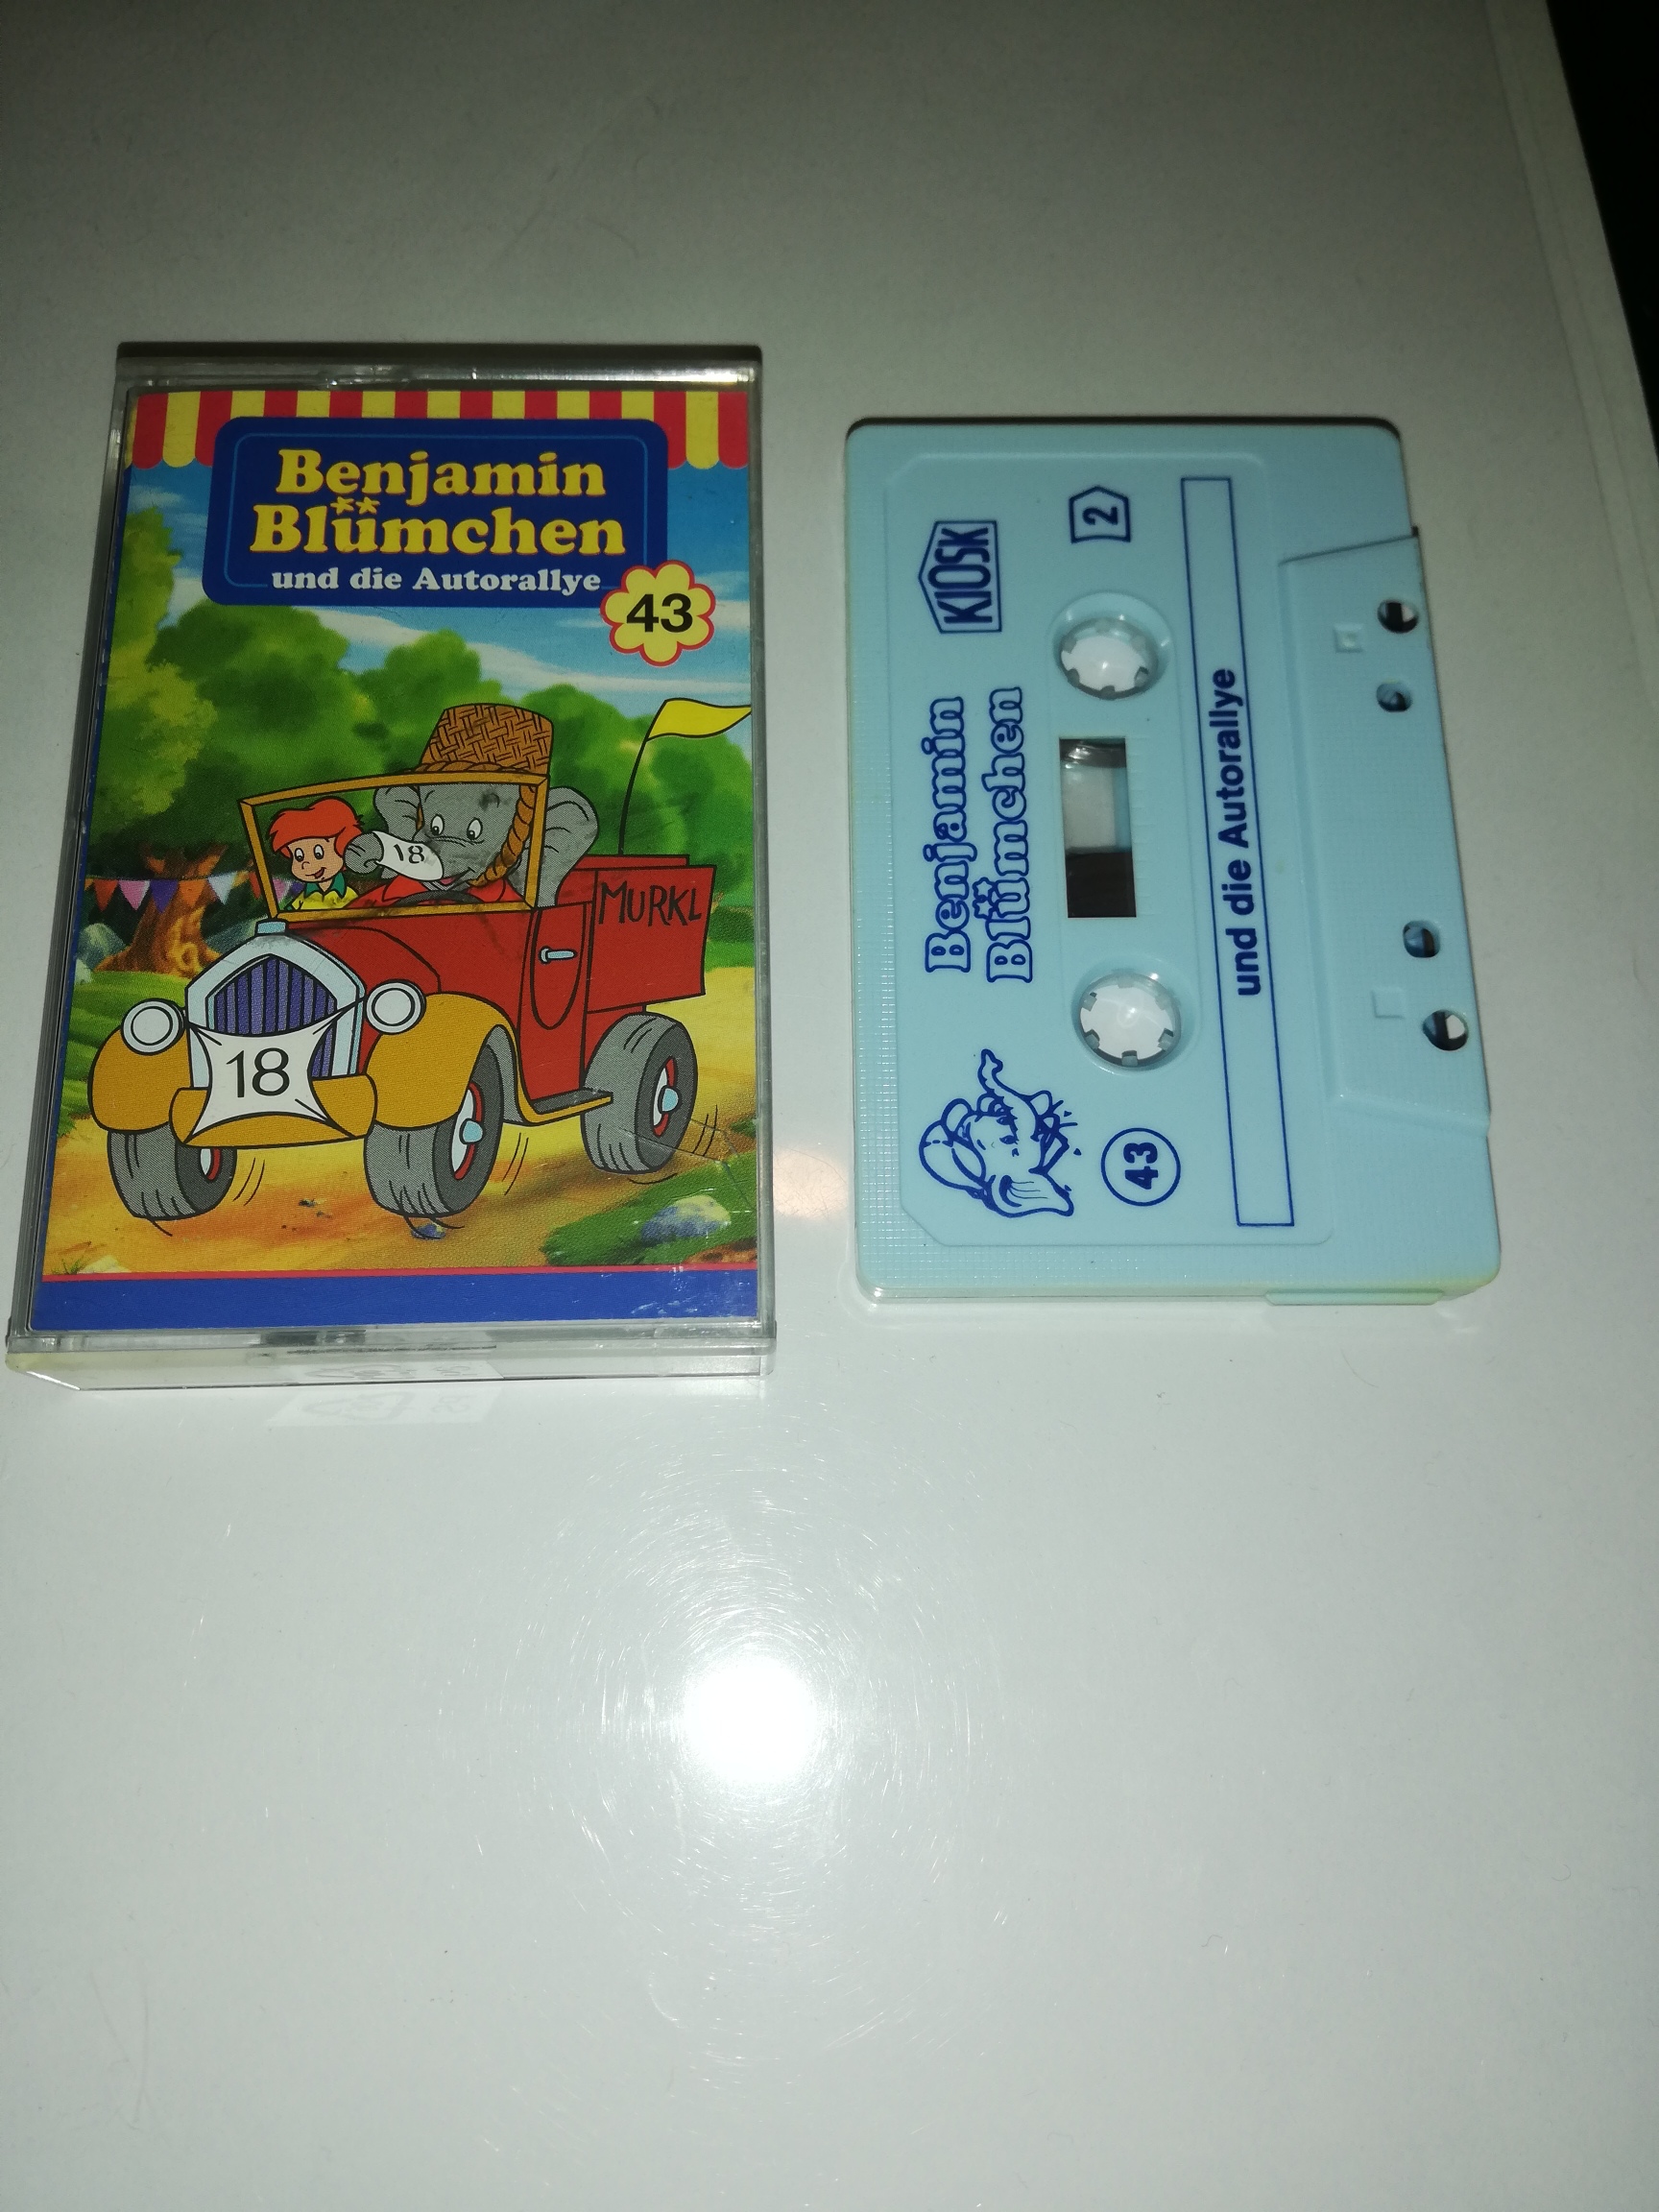 Benjamin
Blümchen
und die Autorallye
43
18
MURKL
18
Benjamin
Blümchen
KIOSK
43
2
und die Autorallye